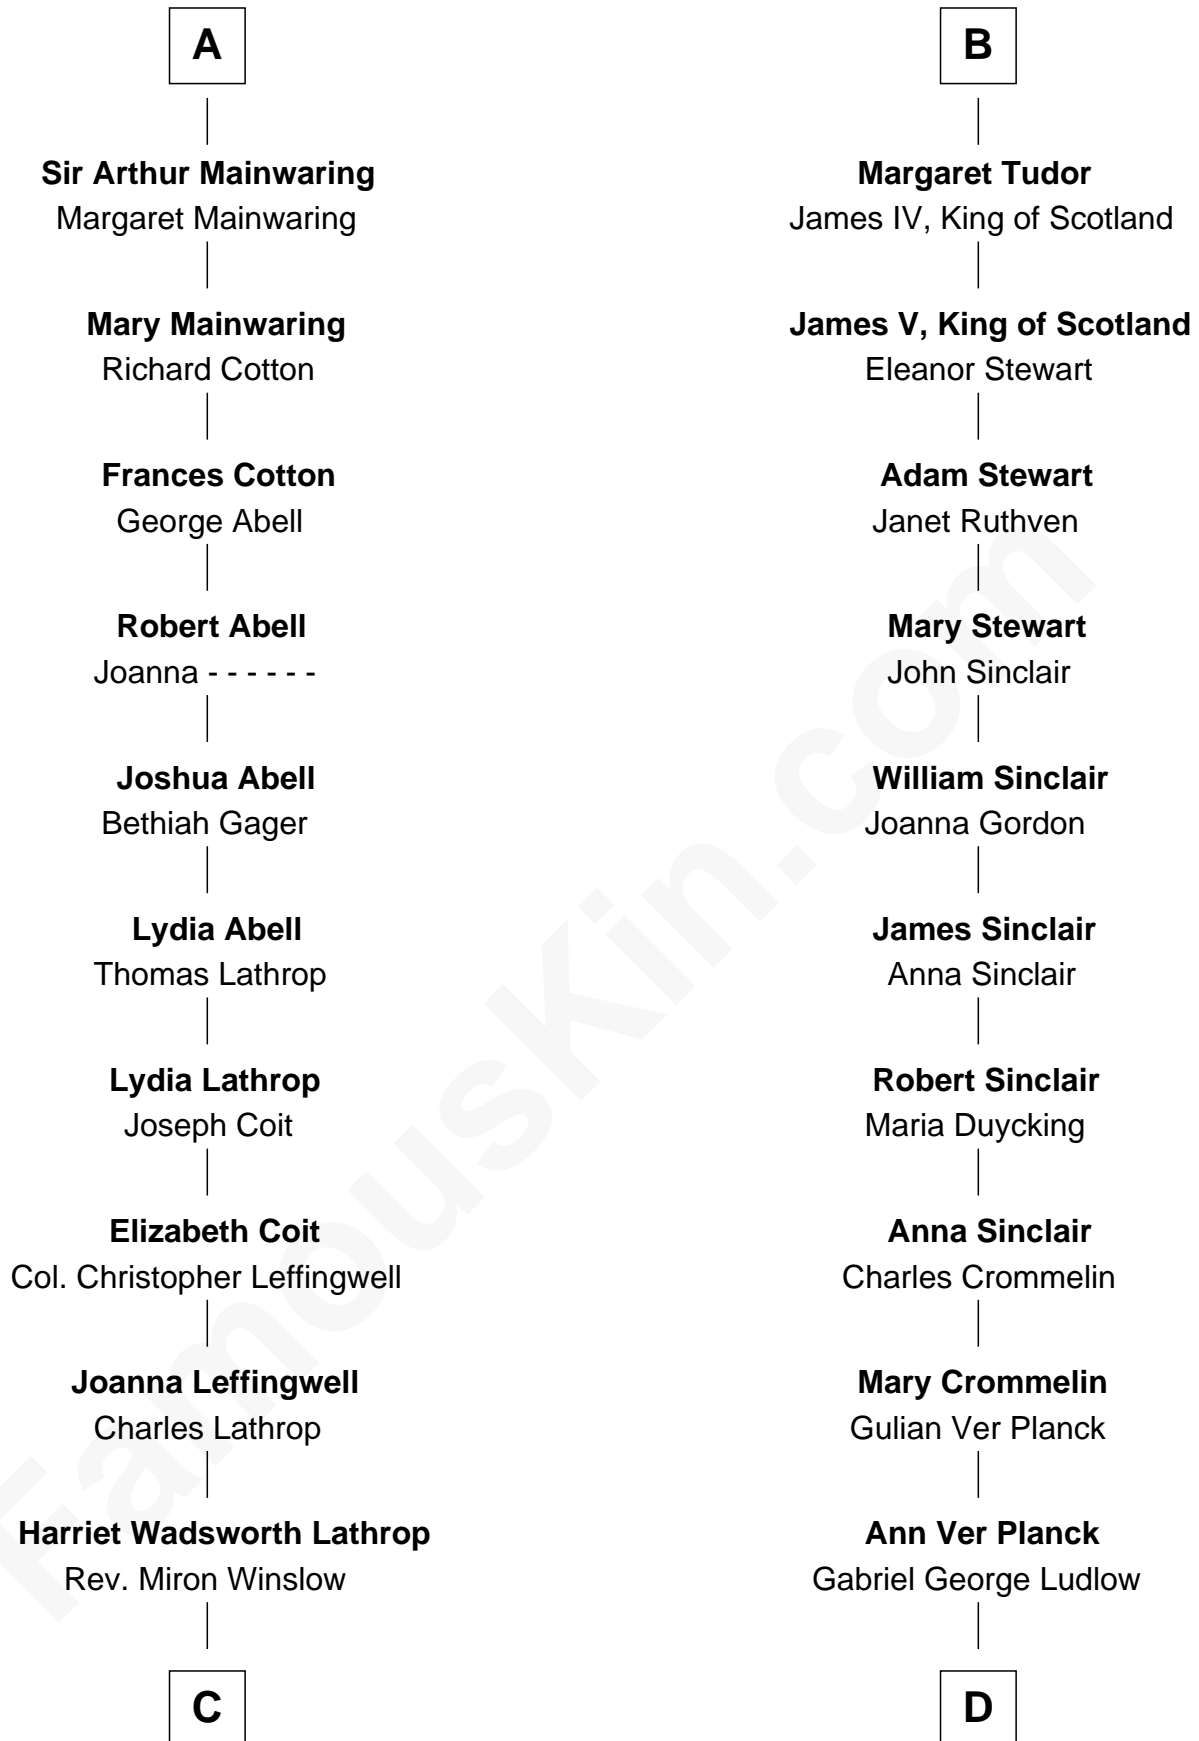 A
Sir Arthur Mainwaring
Margaret Mainwaring
Mary Mainwaring
Richard Cotton
Frances Cotton
George Abell
Robert Abell
Joanna - - - - - -
Joshua Abell
Bethiah Gager
Lydia Abell
Thomas Lathrop
Lydia Lathrop
Joseph Coit
Elizabeth Coit
Col. Christopher Leffingwell
Joanna Leffingwell
Charles Lathrop
Harriet Wadsworth Lathrop
Rev. Miron Winslow
C
B
Margaret Tudor
James IV, King of Scotland
James V, King of Scotland
Eleanor Stewart
Adam Stewart
Janet Ruthven
Mary Stewart
John Sinclair
William Sinclair
Joanna Gordon
James Sinclair
Anna Sinclair
Robert Sinclair
Maria Duycking
Anna Sinclair
Charles Crommelin
Mary Crommelin
Gulian Ver Planck
Ann Ver Planck
Gabriel George Ludlow
D
FamousKin.com